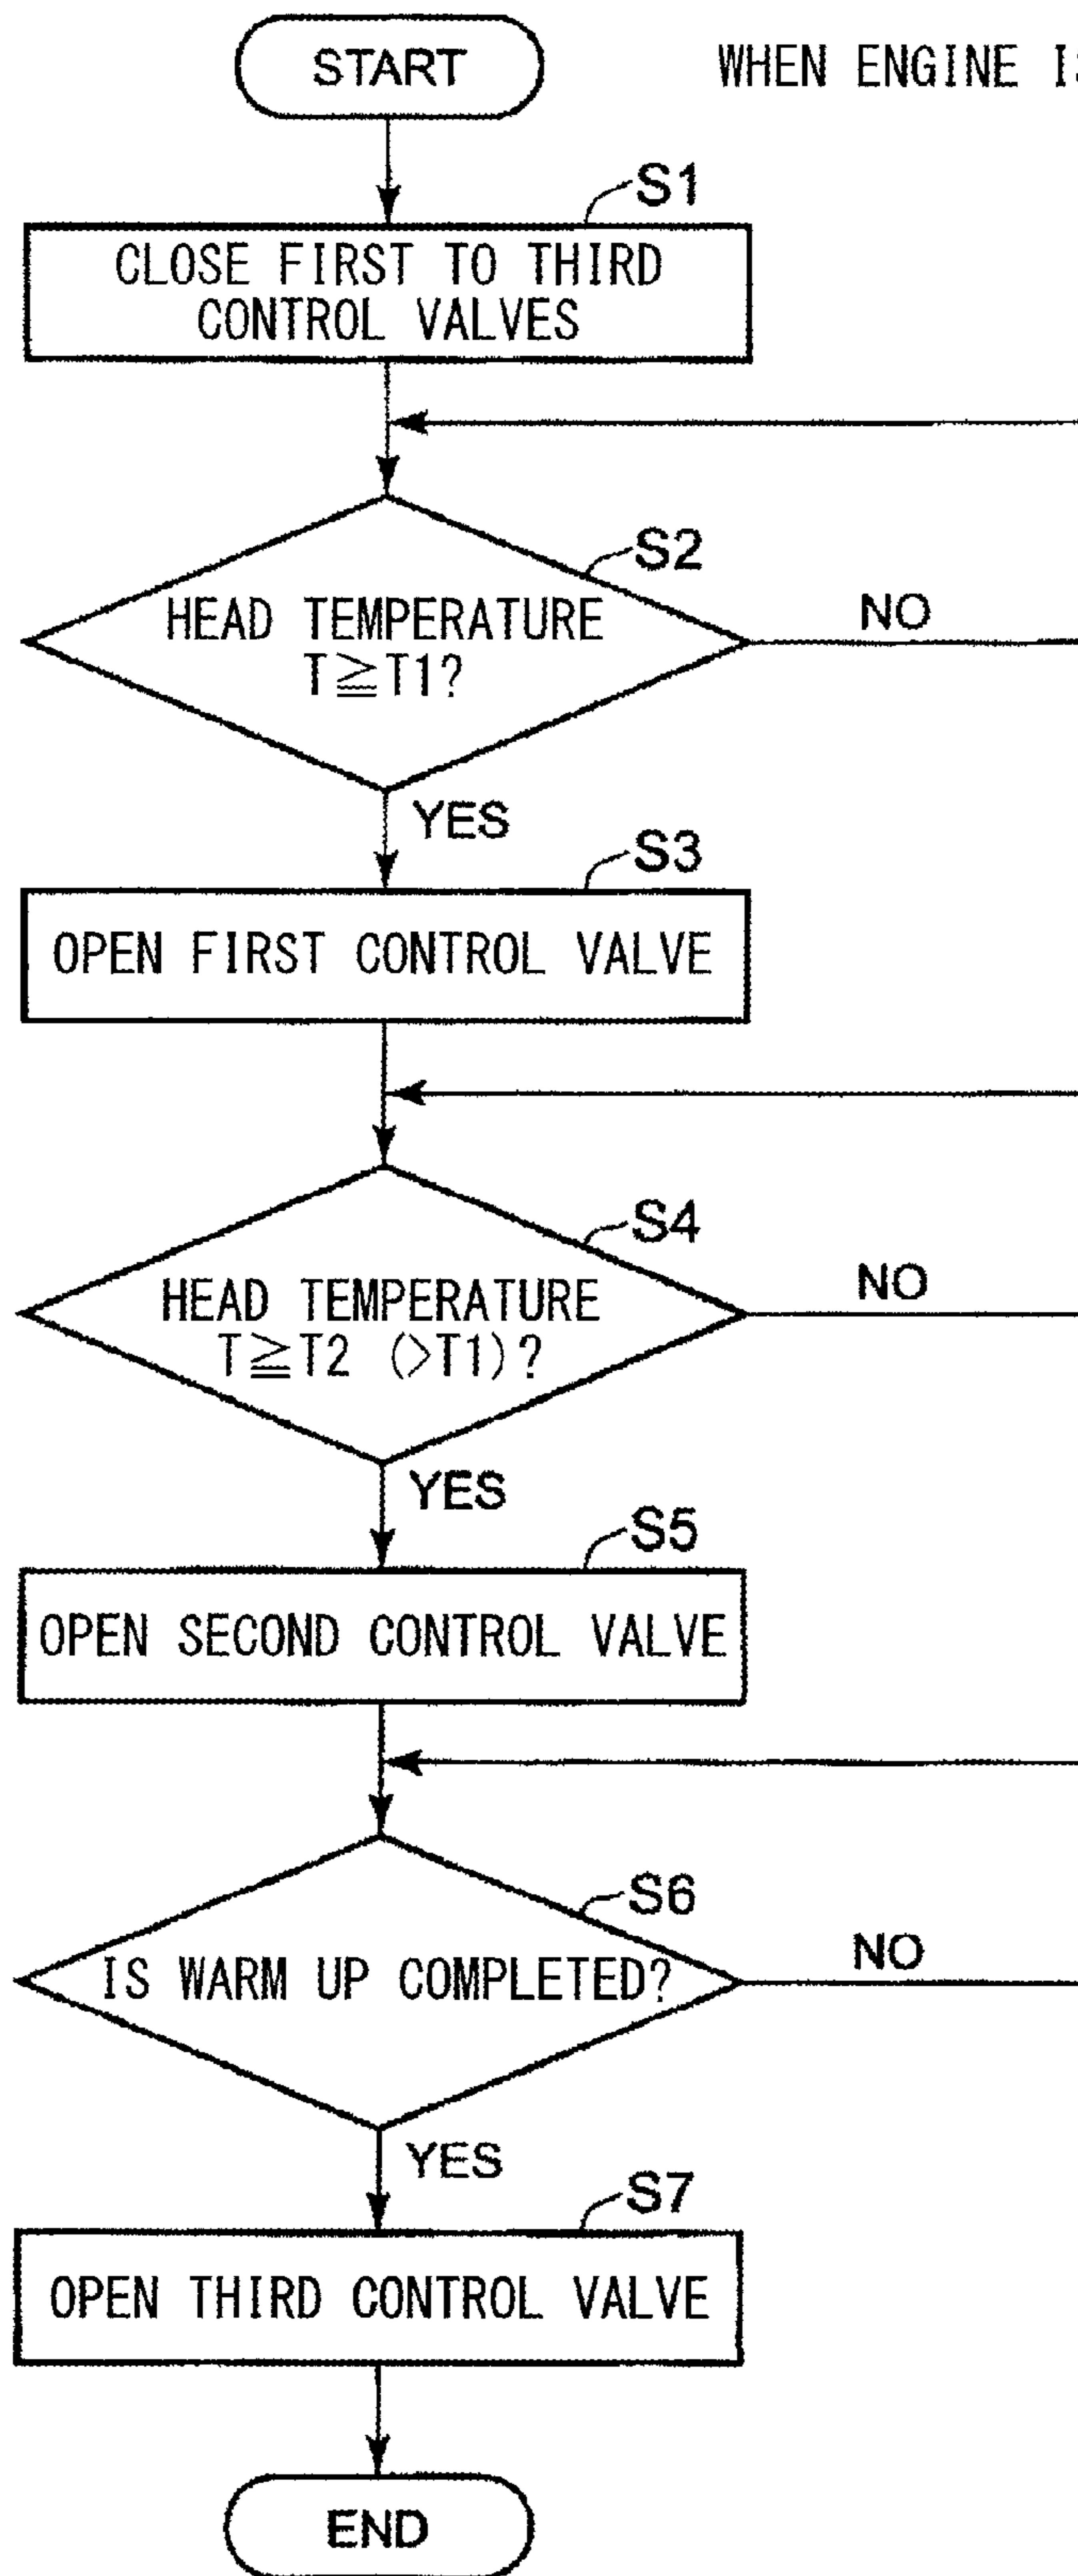 START
WHEN ENGINE
S1
CLOSE FIRST TO THIRD
CONTROL VALVES
S2
HEAD TEMPERATURE
T≧T1?
NO
YES
S3
OPEN FIRST CONTROL VALVE
S4
HEAD TEMPERATURE
T≧T2 (>T1)?
NO
YES
S5
OPEN SECOND CONTROL VALVE
S6
IS WARM UP COMPLETED?
NO
YES
S7
OPEN THIRD CONTROL VALVE
END